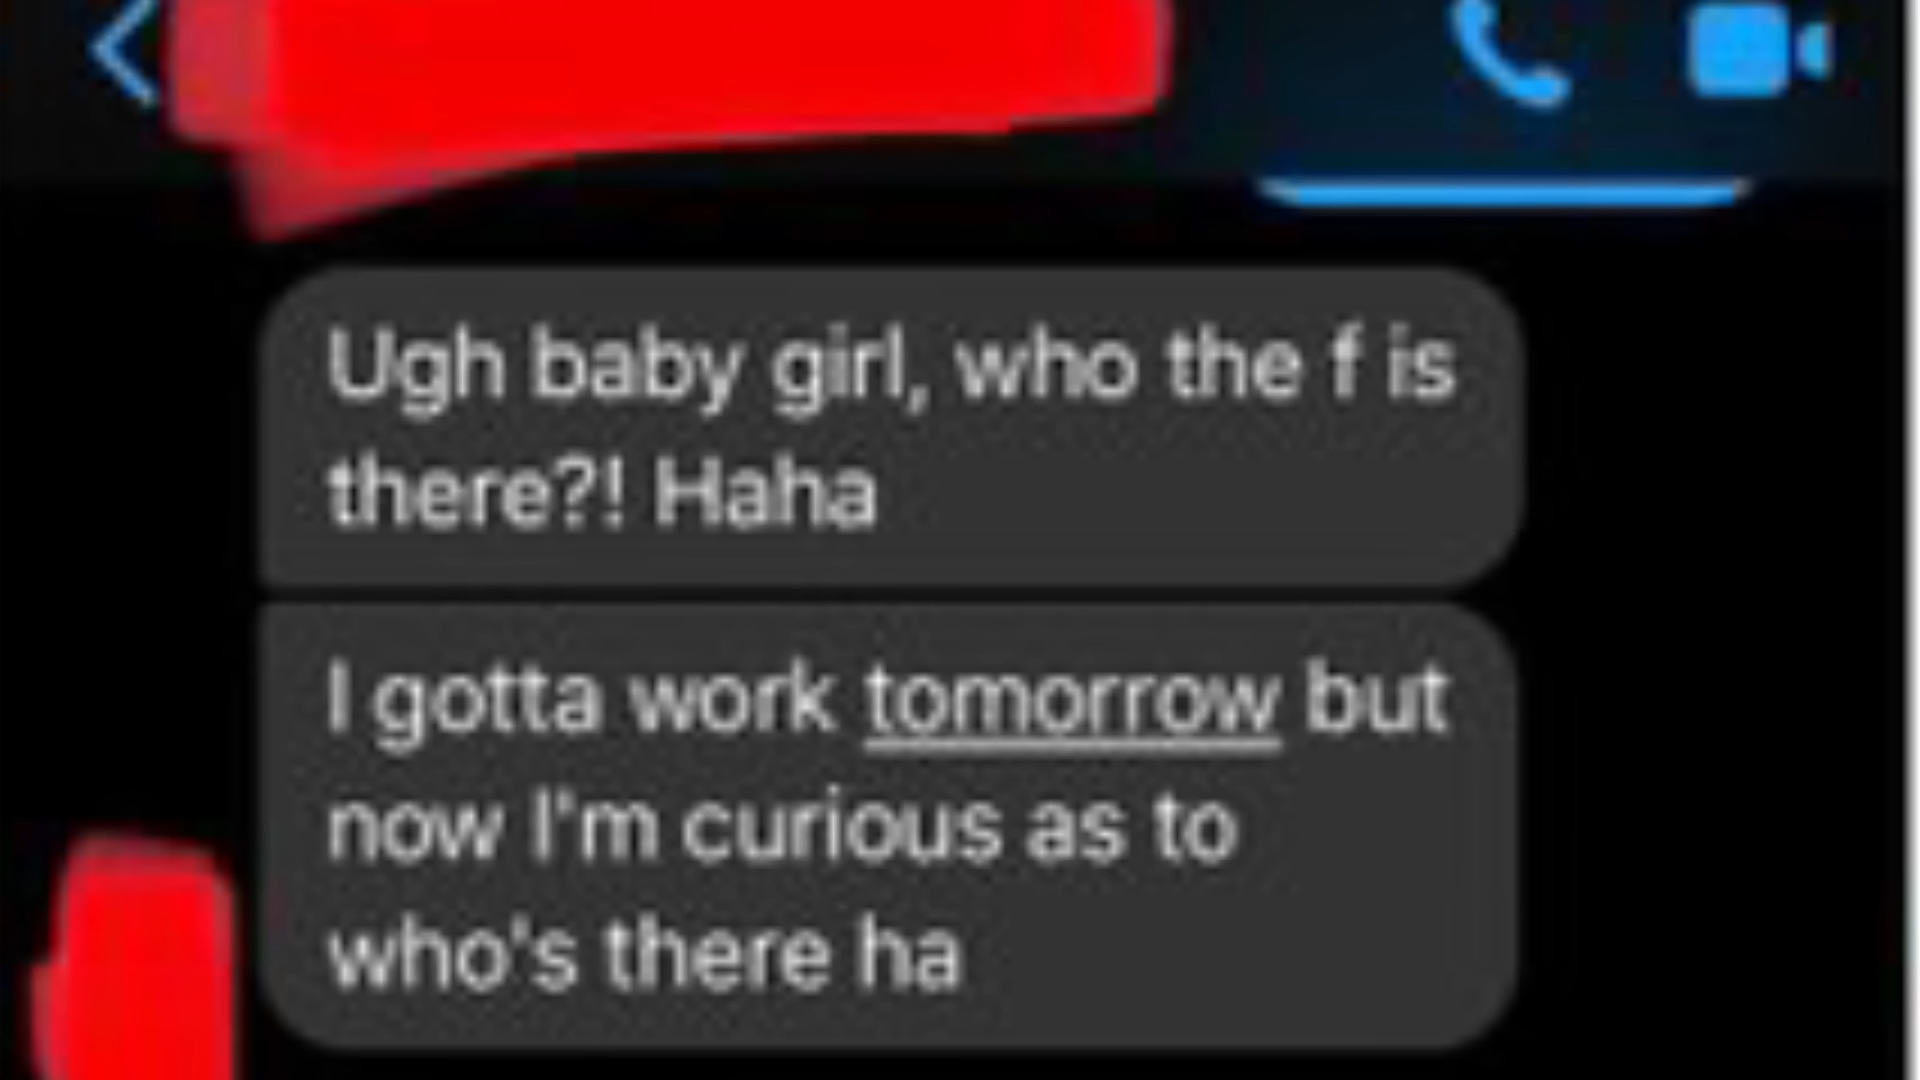 Ugh baby girl, who the f is
there?! Haha
I gotta work tomorrow but
now I'm curious as to
who's there ha